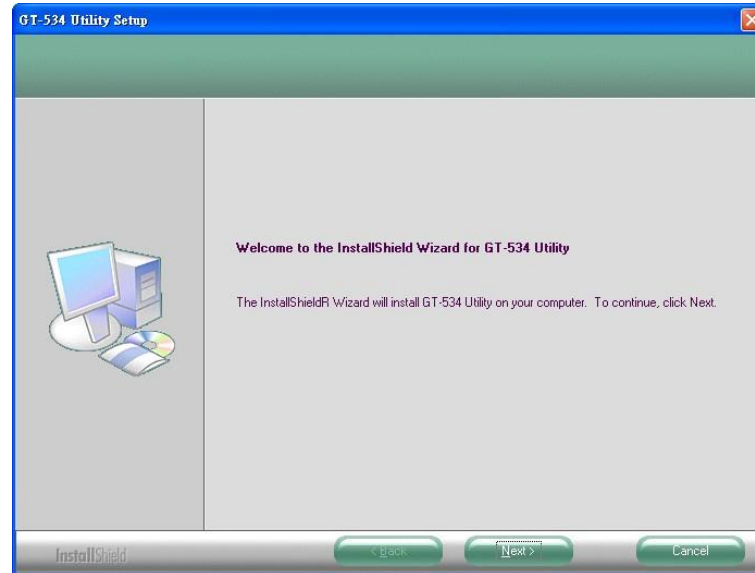 GT-534 Utility Setup
Welcome to the InstallShield Wizard for GT-534 Utility
The InstallShieldR Wizard will install GT-534 Utility on your computer. To continue, click Next.
InstallShield
< Back
Next >
Cancel